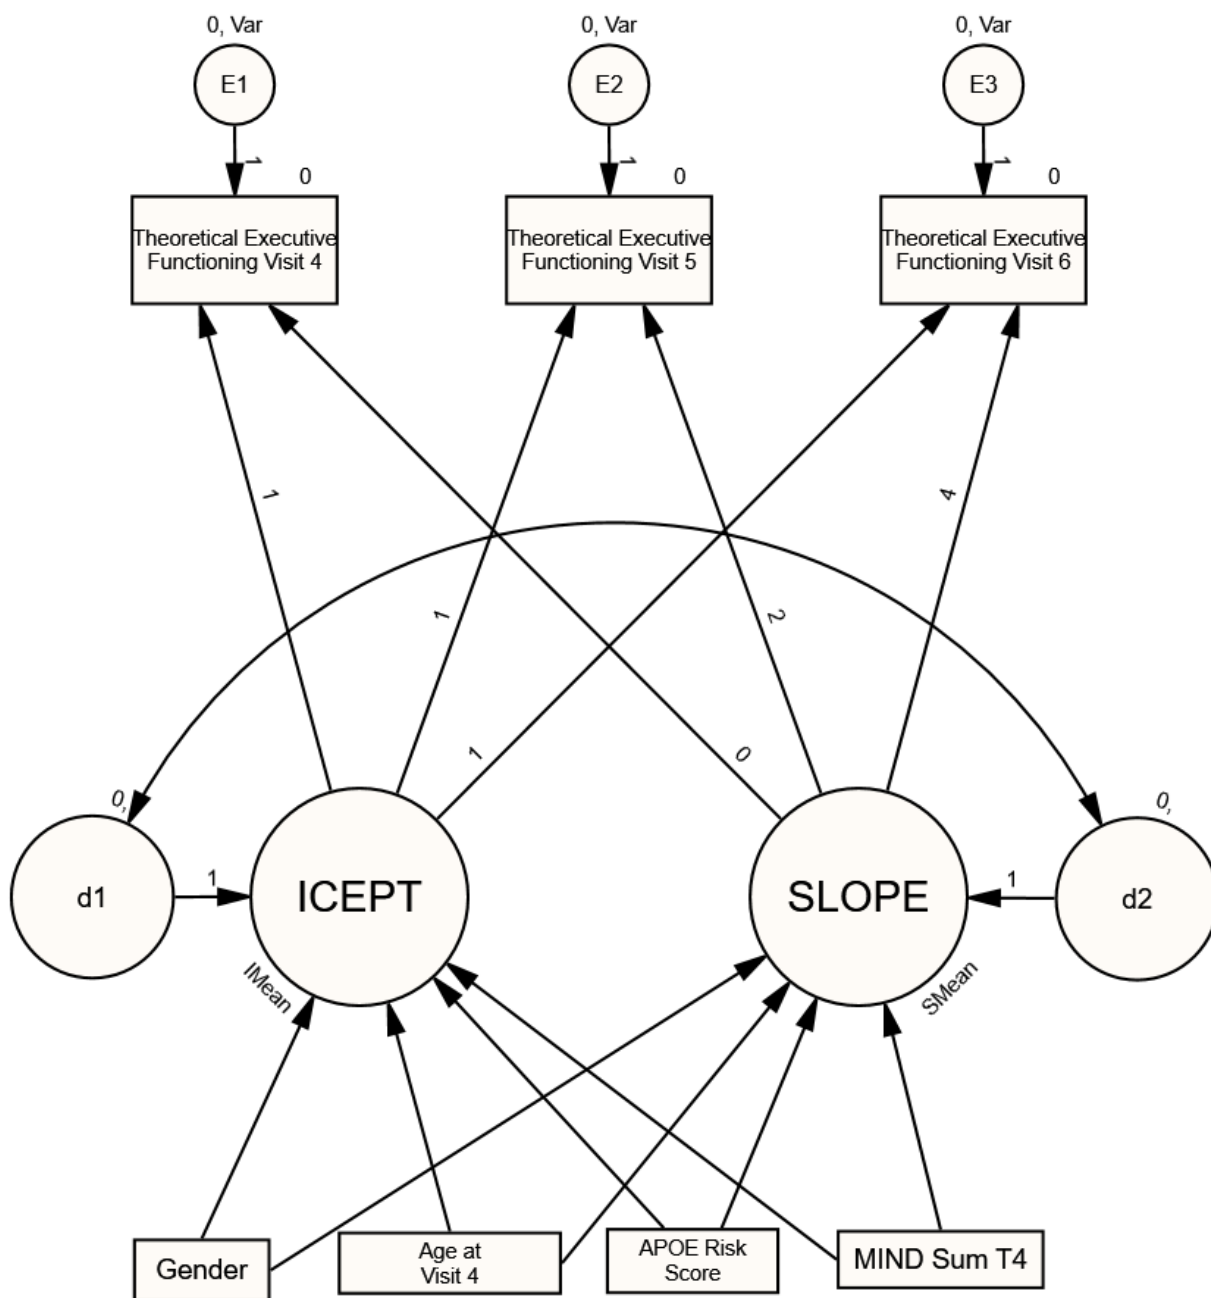 0, Var
0, Var
0, Var
E1
E2
E3
1
1
1
0
0
0
Theoretical Executive
Functioning Visit 4
Theoretical Executive
Functioning Visit 5
Theoretical Executive
Functioning Visit 6
1
4
1
2
1
0
0,
0,
d1
1
ICEPT
SLOPE
1
d2
IMean
SMean
Gender
Age at
Visit 4
APOE Risk
Score
MIND Sum T4